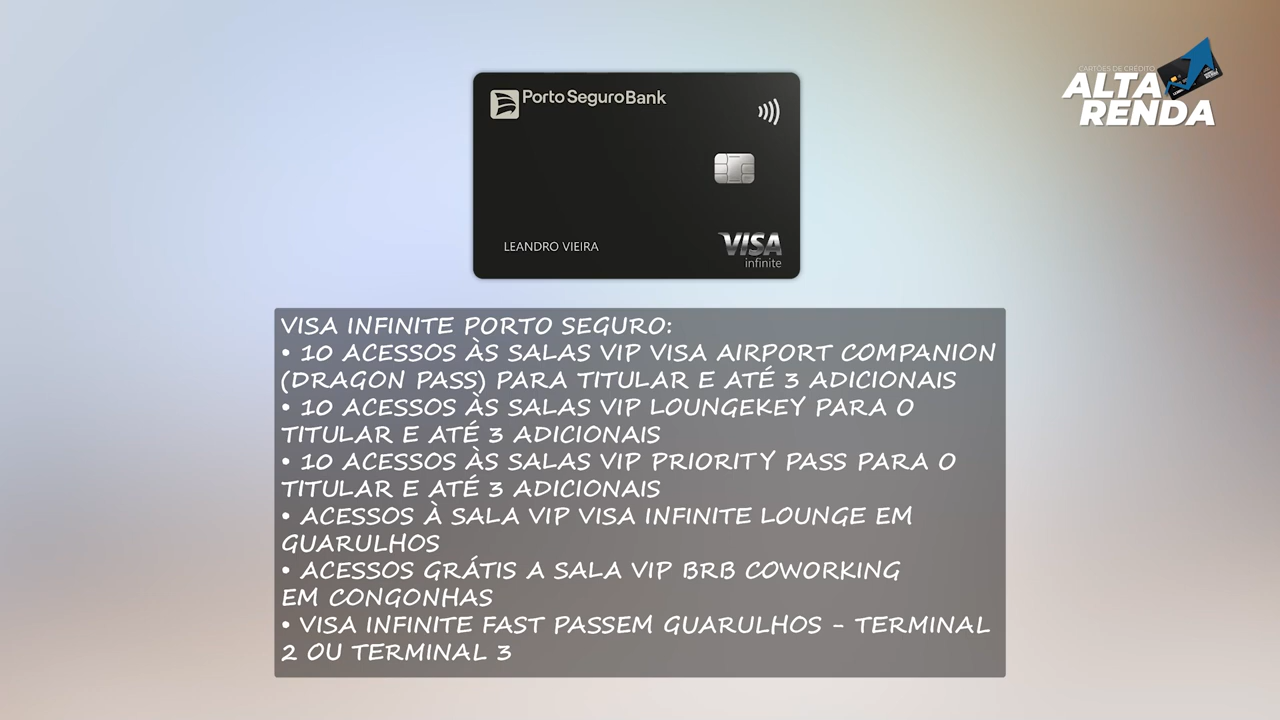 CARTÕES DE CRÉDITO
ALTA
RENDA
Porto Seguro Bank
LEANDRO VIEIRA
VISA
infinite
VISA INFINITE PORTO SEGURO:
• 10 ACESSOS ÀS SALAS VIP VISA AIRPORT COMPANION
(DRAGON PASS) PARA TITULAR E ATÉ 3 ADICIONAIS
• 10 ACESSOS ÀS SALAS VIP LOUNGEKEY PARA O
TITULAR E ATÉ 3 ADICIONAIS
• 10 ACESSOS ÀS SALAS VIP PRIORITY PASS PARA O
TITULAR E ATÉ 3 ADICIONAIS
• ACESSOS À SALA VIP VISA INFINITE LOUNGE EM
GUARULHOS
• ACESSOS GRÁTIS A SALA VIP BRB COWORKING
EM CONGONHAS
• VISA INFINITE FAST PASSEM GUARULHOS - TERMINAL
2 OU TERMINAL 3